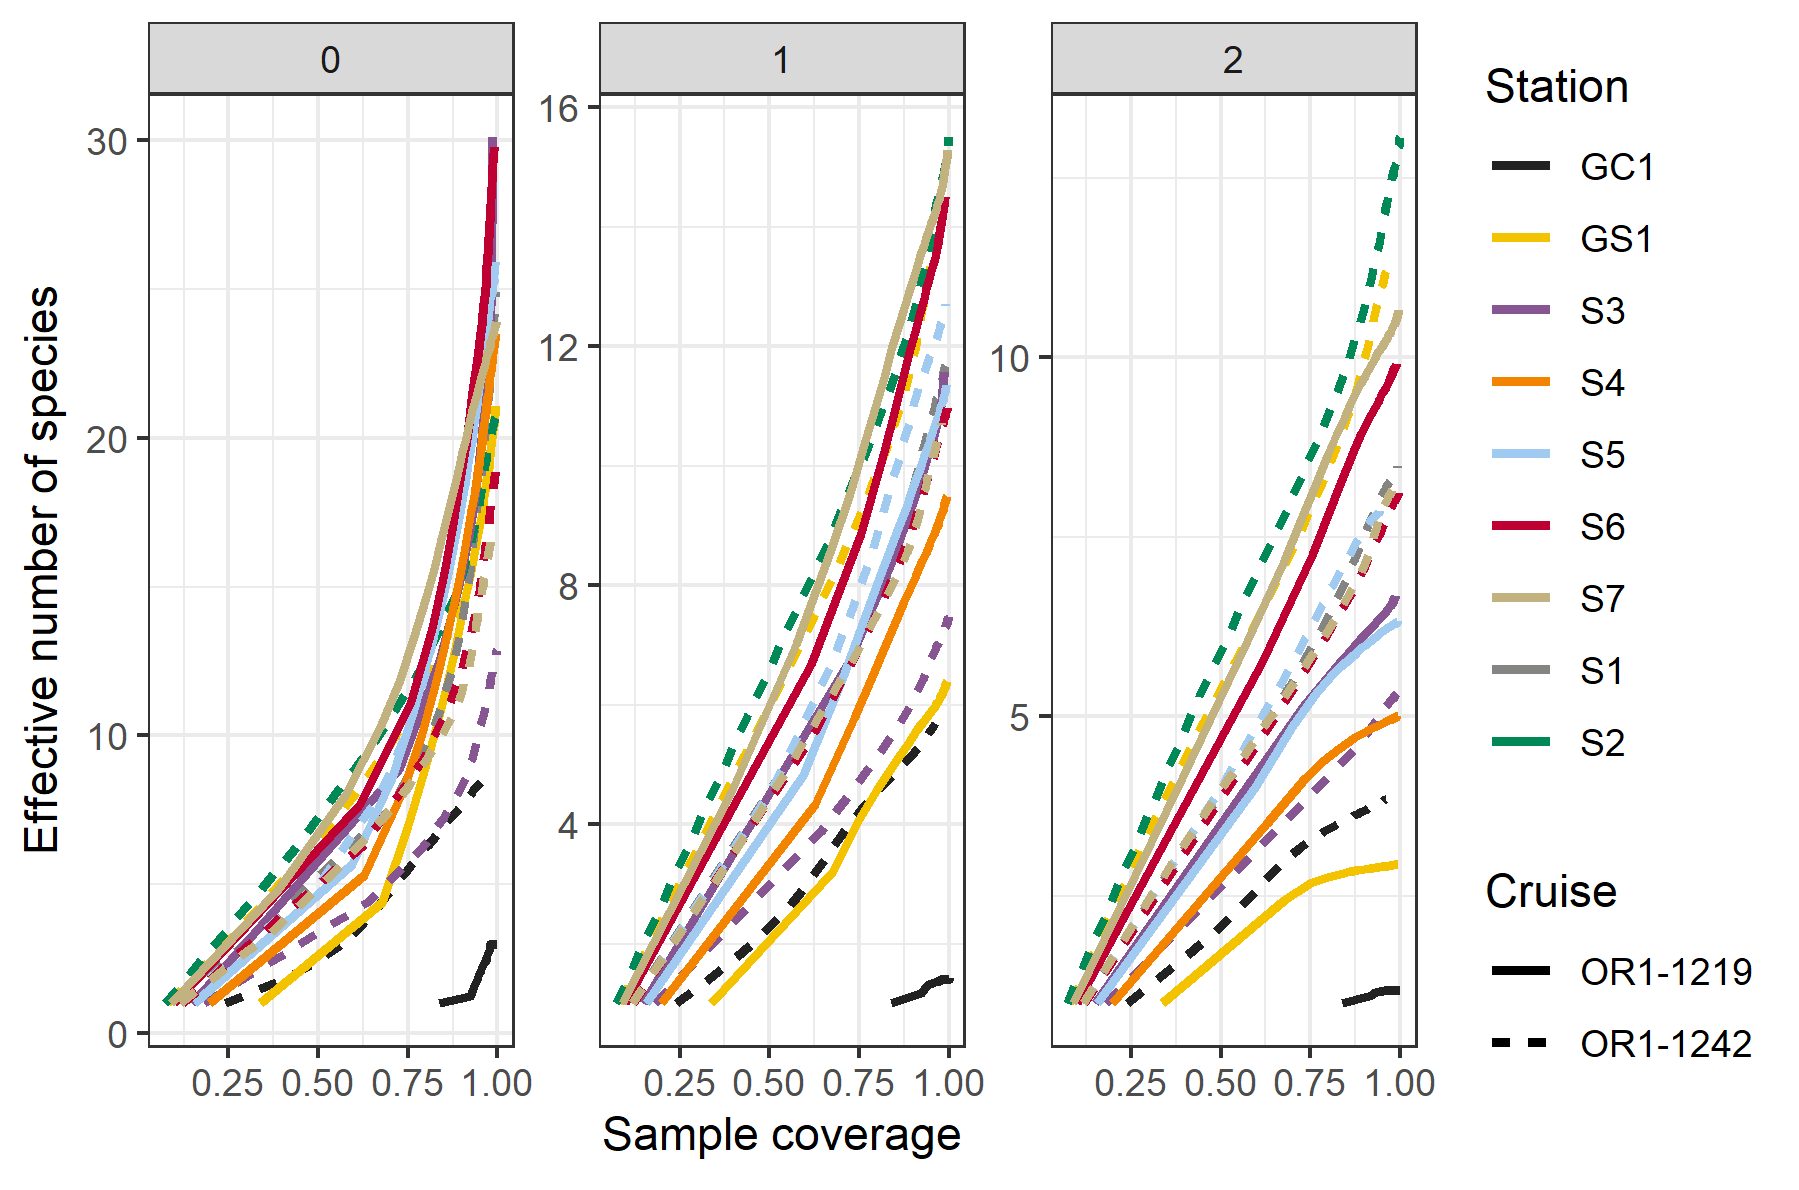 0
1
2
30
20
10
0
16
12
8
4
10
5
0.25 0.50 0.75 1.00
0.25 0.50 0.75 1.00
0.25 0.50 0.75 1.00
Effective number of species
Sample coverage
Station
GC1
GS1
S3
S4
S5
S6
S7
S1
S2
Cruise
OR1-1219
OR1-1242